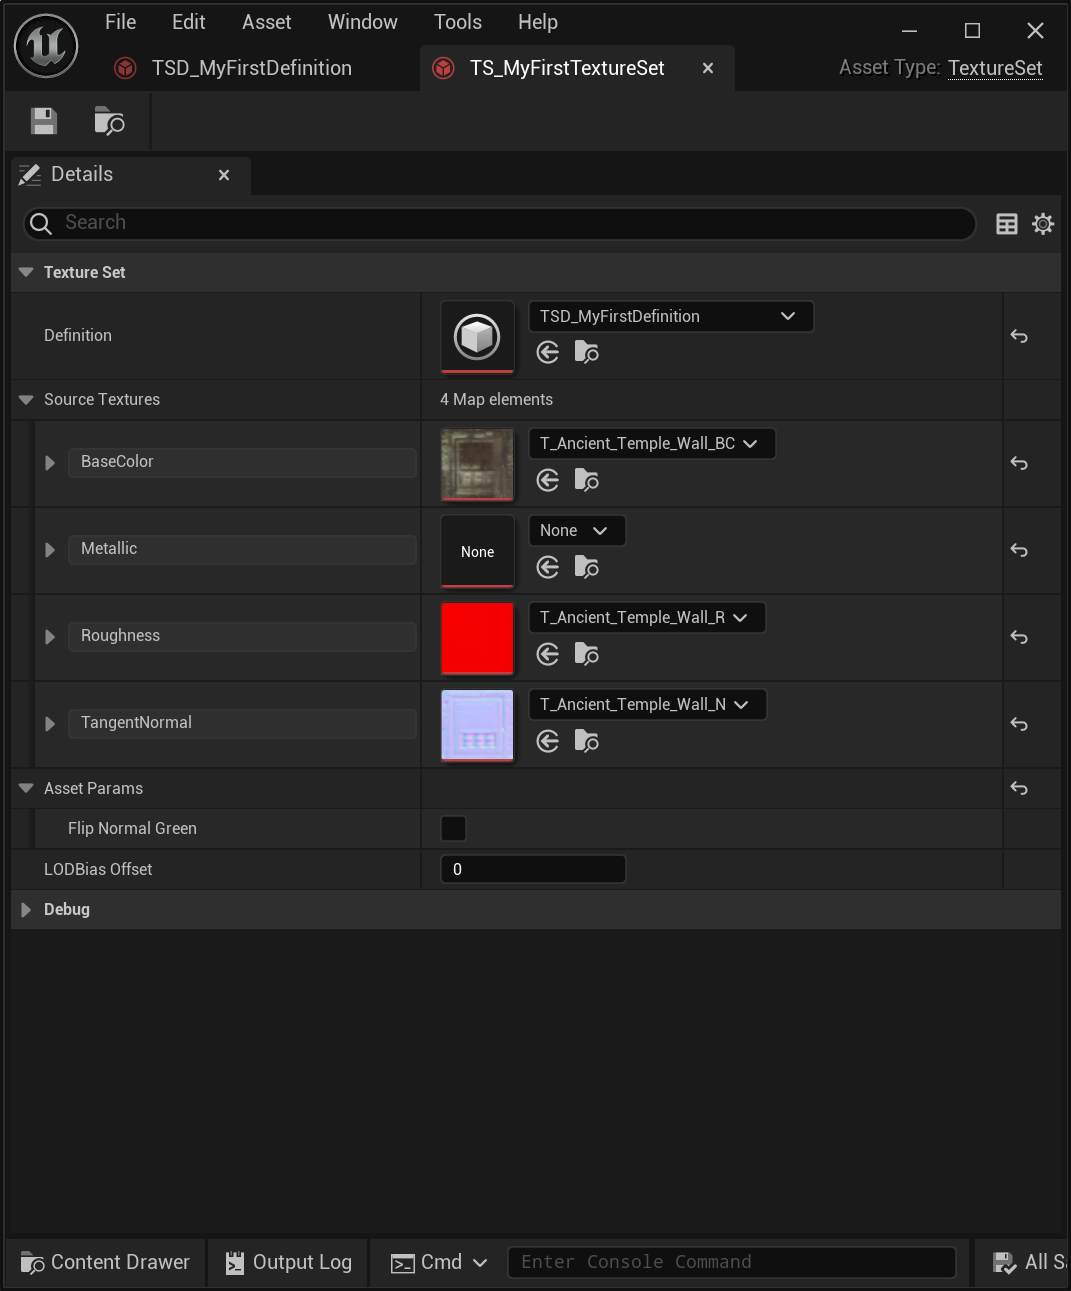 File Edit Asset Window Tools Help
TSD_MyFirstDefinition
TS_MyFirstTextureSet
Asset Type: TextureSet
Details
Search
Texture Set
Definition
TSD_MyFirstDefinition
Source Textures
4 Map elements
BaseColor
T_Ancient_Temple_Wall_BC
Metallic
None
None
Roughness
T_Ancient_Temple_Wall_R
TangentNormal
T_Ancient_Temple_Wall_N
Asset Params
Flip Normal Green
LODBias Offset
0
Debug
Content Drawer
Output Log
Cmd
Enter Console Command
All